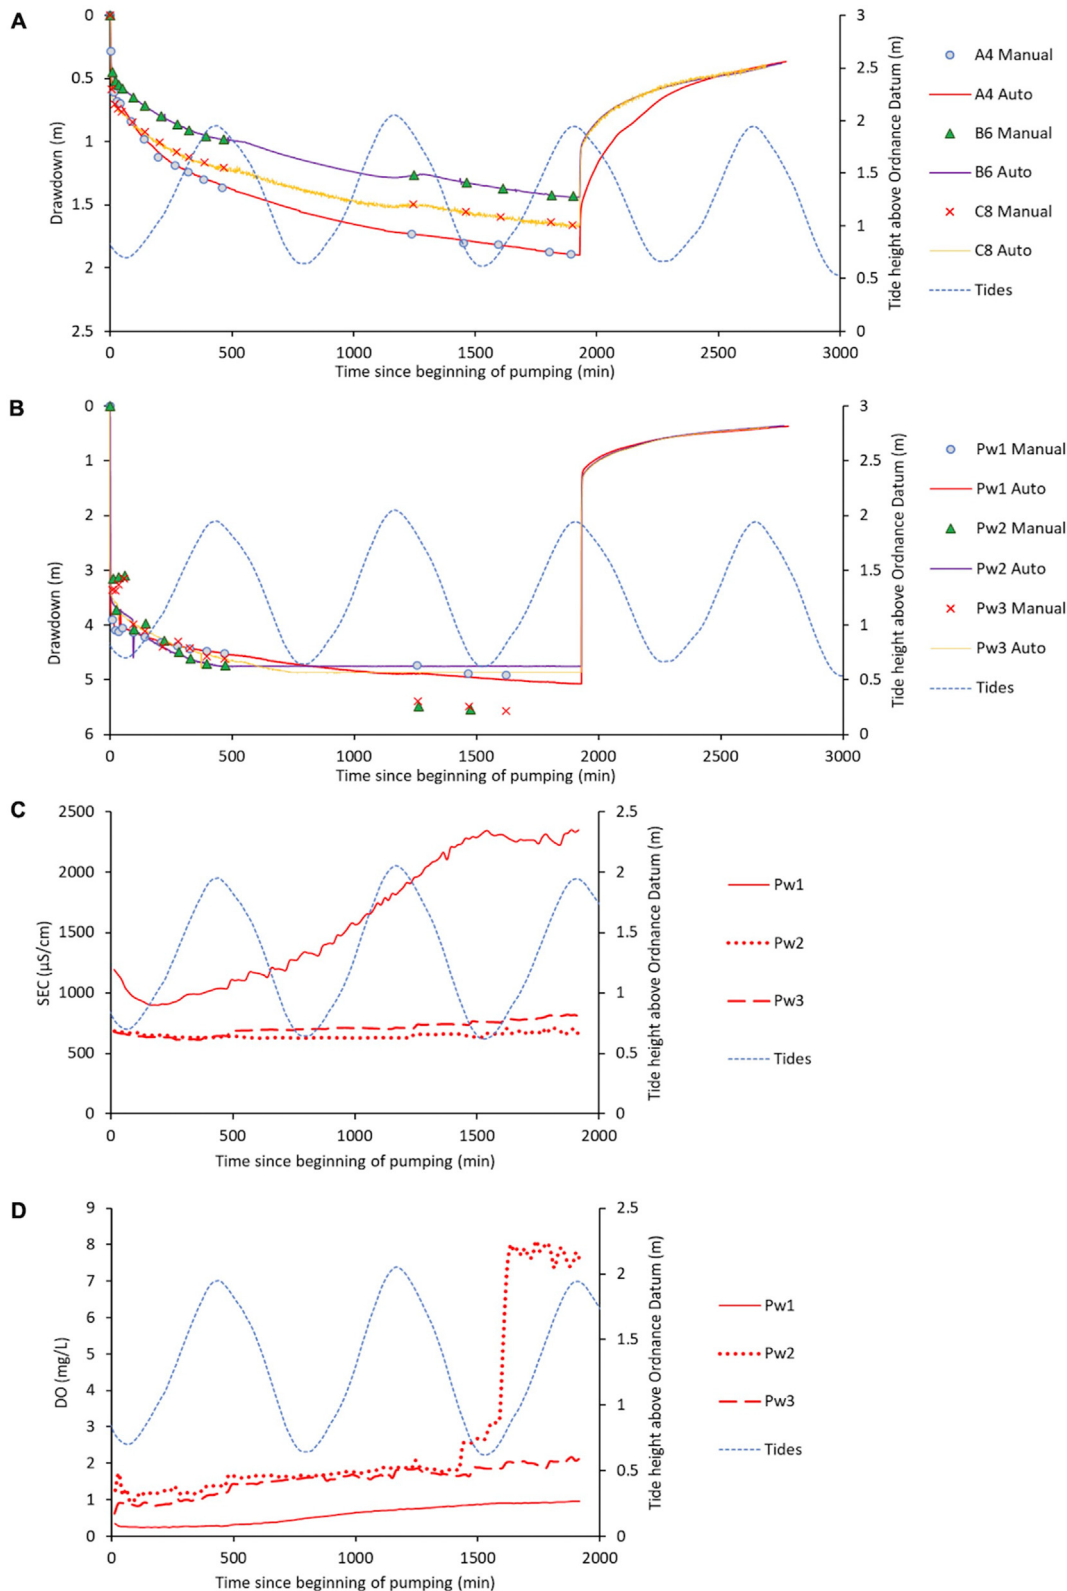 A
0
0.5
1
1.5
2
2.5
Drawdown (m)
3
2.5
2
1.5
1
0.5
0
Tide height above Ordnance Datum (m)
0 500 1000 1500 2000 2500 3000
Time since beginning of pumping (min)
A4 Manual
A4 Auto
B6 Manual
B6 Auto
C8 Manual
C8 Auto
Tides
B
0
1
2
3
4
5
6
Drawdown (m)
3
2.5
2
1.5
1
0.5
0
Tide height above Ordnance Datum (m)
0 500 1000 1500 2000 2500 3000
Time since beginning of pumping (min)
Pw1 Manual
Pw1 Auto
Pw2 Manual
Pw2 Auto
Pw3 Manual
Pw3 Auto
Tides
C
2500
2000
1500
1000
500
0
SEC (µS/cm)
2.5
2
1.5
1
0.5
0
Tide height above Ordnance Datum (m)
0 500 1000 1500 2000
Time since beginning of pumping (min)
Pw1
Pw2
Pw3
Tides
D
9
8
7
6
5
4
3
2
1
0
DO (mg/L)
2.5
2
1.5
1
0.5
0
Tide height above Ordnance Datum (m)
0 500 1000 1500 2000
Time since beginning of pumping (min)
Pw1
Pw2
Pw3
Tides